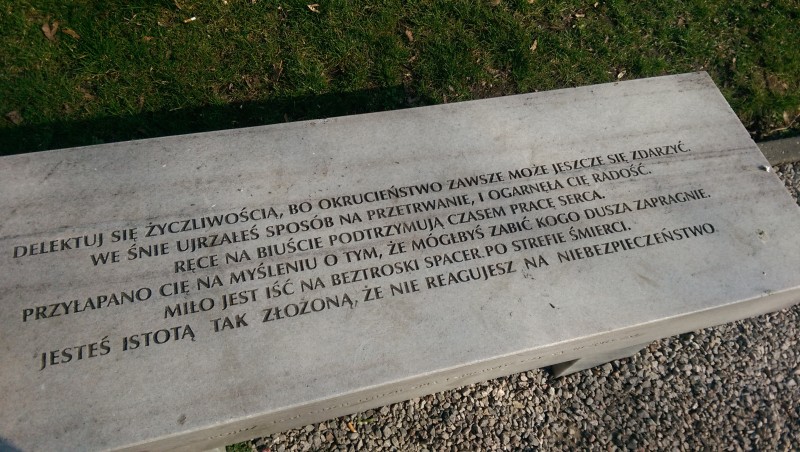 DELEKTUJ SIĘ ŻYCZLIWOŚCIĄ, BO OKRUCIEŃSTWO ZAWSZE MOŻE JESZCZE SIĘ ZDARZYĆ.
WE ŚNIE UJRZAŁEŚ SPOSÓB NA PRZETRWANIE, I OGARNĘŁA CIĘ RADOŚĆ.
RĘCE NA BIUŚCIE PODTRZYMUJĄ CZASEM PRACĘ SERCA.
PRZYŁAPANO CIĘ NA MYŚLENIU O TYM, ŻE MÓGŁBYŚ ZABIĆ KOGO DUSZA ZAPRAGNIE.
MIŁO JEST IŚĆ NA BEZTROSKI SPACER PO STREFIE ŚMIERCI.
JESTEŚ ISTOTĄ TAK ZŁOŻONĄ, ŻE NIE REAGUJESZ NA NIEBEZPIECZEŃSTWO.